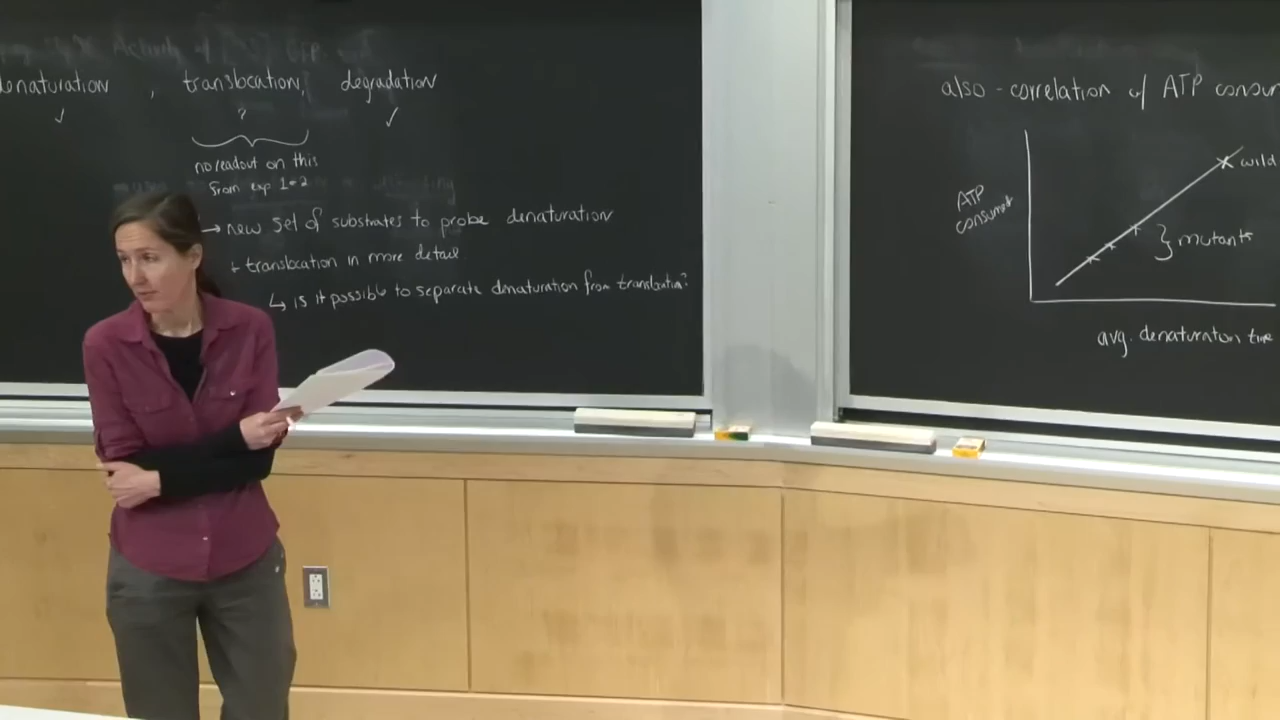 denaturation , translocation, degradation
✓ ? ✓
no readout on this
from exp 1+2
→ new set of substrates to probe denaturation
+ translocation in more detail
↳ is it possible to separate denaturation from translocation?
also - correlation of ATP consum
ATP
consumpt
wild
} mutants
avg. denaturation time